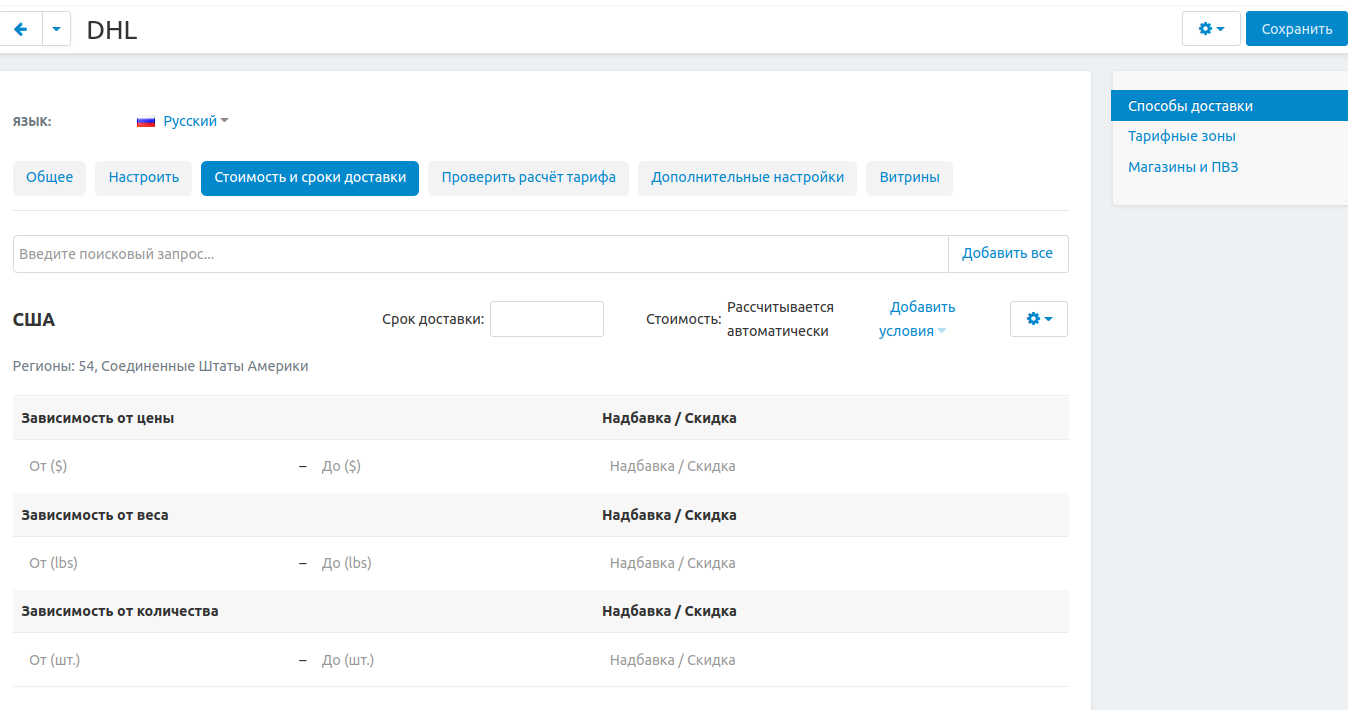 DHL
Сохранить
ЯЗЫК:
Русский
Общее
Настроить
Стоимость и сроки доставки
Проверить расчёт тарифа
Дополнительные настройки
Витрины
Способы доставки
Тарифные зоны
Магазины и ПВЗ
Введите поисковый запрос...
Добавить все
США
Срок доставки:
Стоимость:
Рассчитывается
автоматически
Добавить
условия
Регионы: 54, Соединенные Штаты Америки
Зависимость от цены
Надбавка / Скидка
От ($)
–
До ($)
Надбавка / Скидка
Зависимость от веса
Надбавка / Скидка
От (lbs)
–
До (lbs)
Надбавка / Скидка
Зависимость от количества
Надбавка / Скидка
От (шт.)
–
До (шт.)
Надбавка / Скидка